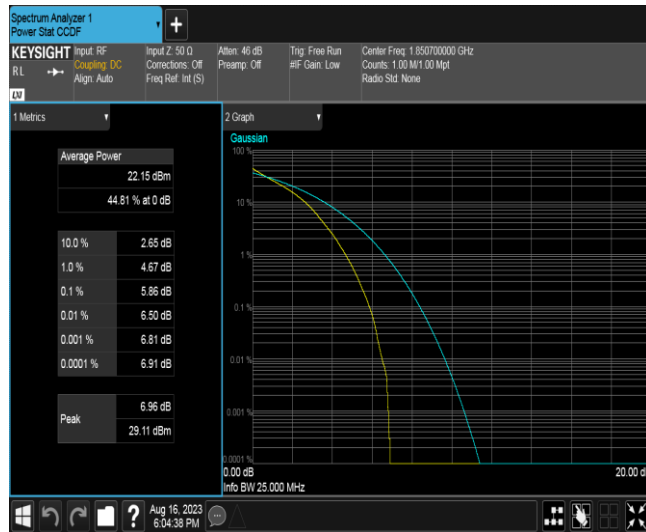 Spectrum Analyzer 1
Power Stat CCDF
+
KEYSIGHT
RL
LXI
Input: RF
Coupling: DC
Align: Auto
Input Z: 50 Ω
Corrections: Off
Freq Ref: Int (S)
Atten: 46 dB
Preamp: Off
Trig: Free Run
#IF Gain: Low
Center Freq: 1.850700000 GHz
Counts: 1.00 M/1.00 Mpt
Radio Std: None
1 Metrics
Average Power
22.15 dBm
44.81 % at 0 dB
10.0 % 2.65 dB
1.0 % 4.67 dB
0.1 % 5.86 dB
0.01 % 6.50 dB
0.001 % 6.81 dB
0.0001 % 6.91 dB
Peak
6.96 dB
29.11 dBm
2 Graph
Gaussian
100 %
10 %
1 %
0.1 %
0.01 %
0.001 %
0.0001 %
0.00 dB
20.00 d
Info BW 25.000 MHz
?
Aug 16, 2023
6:04:38 PM